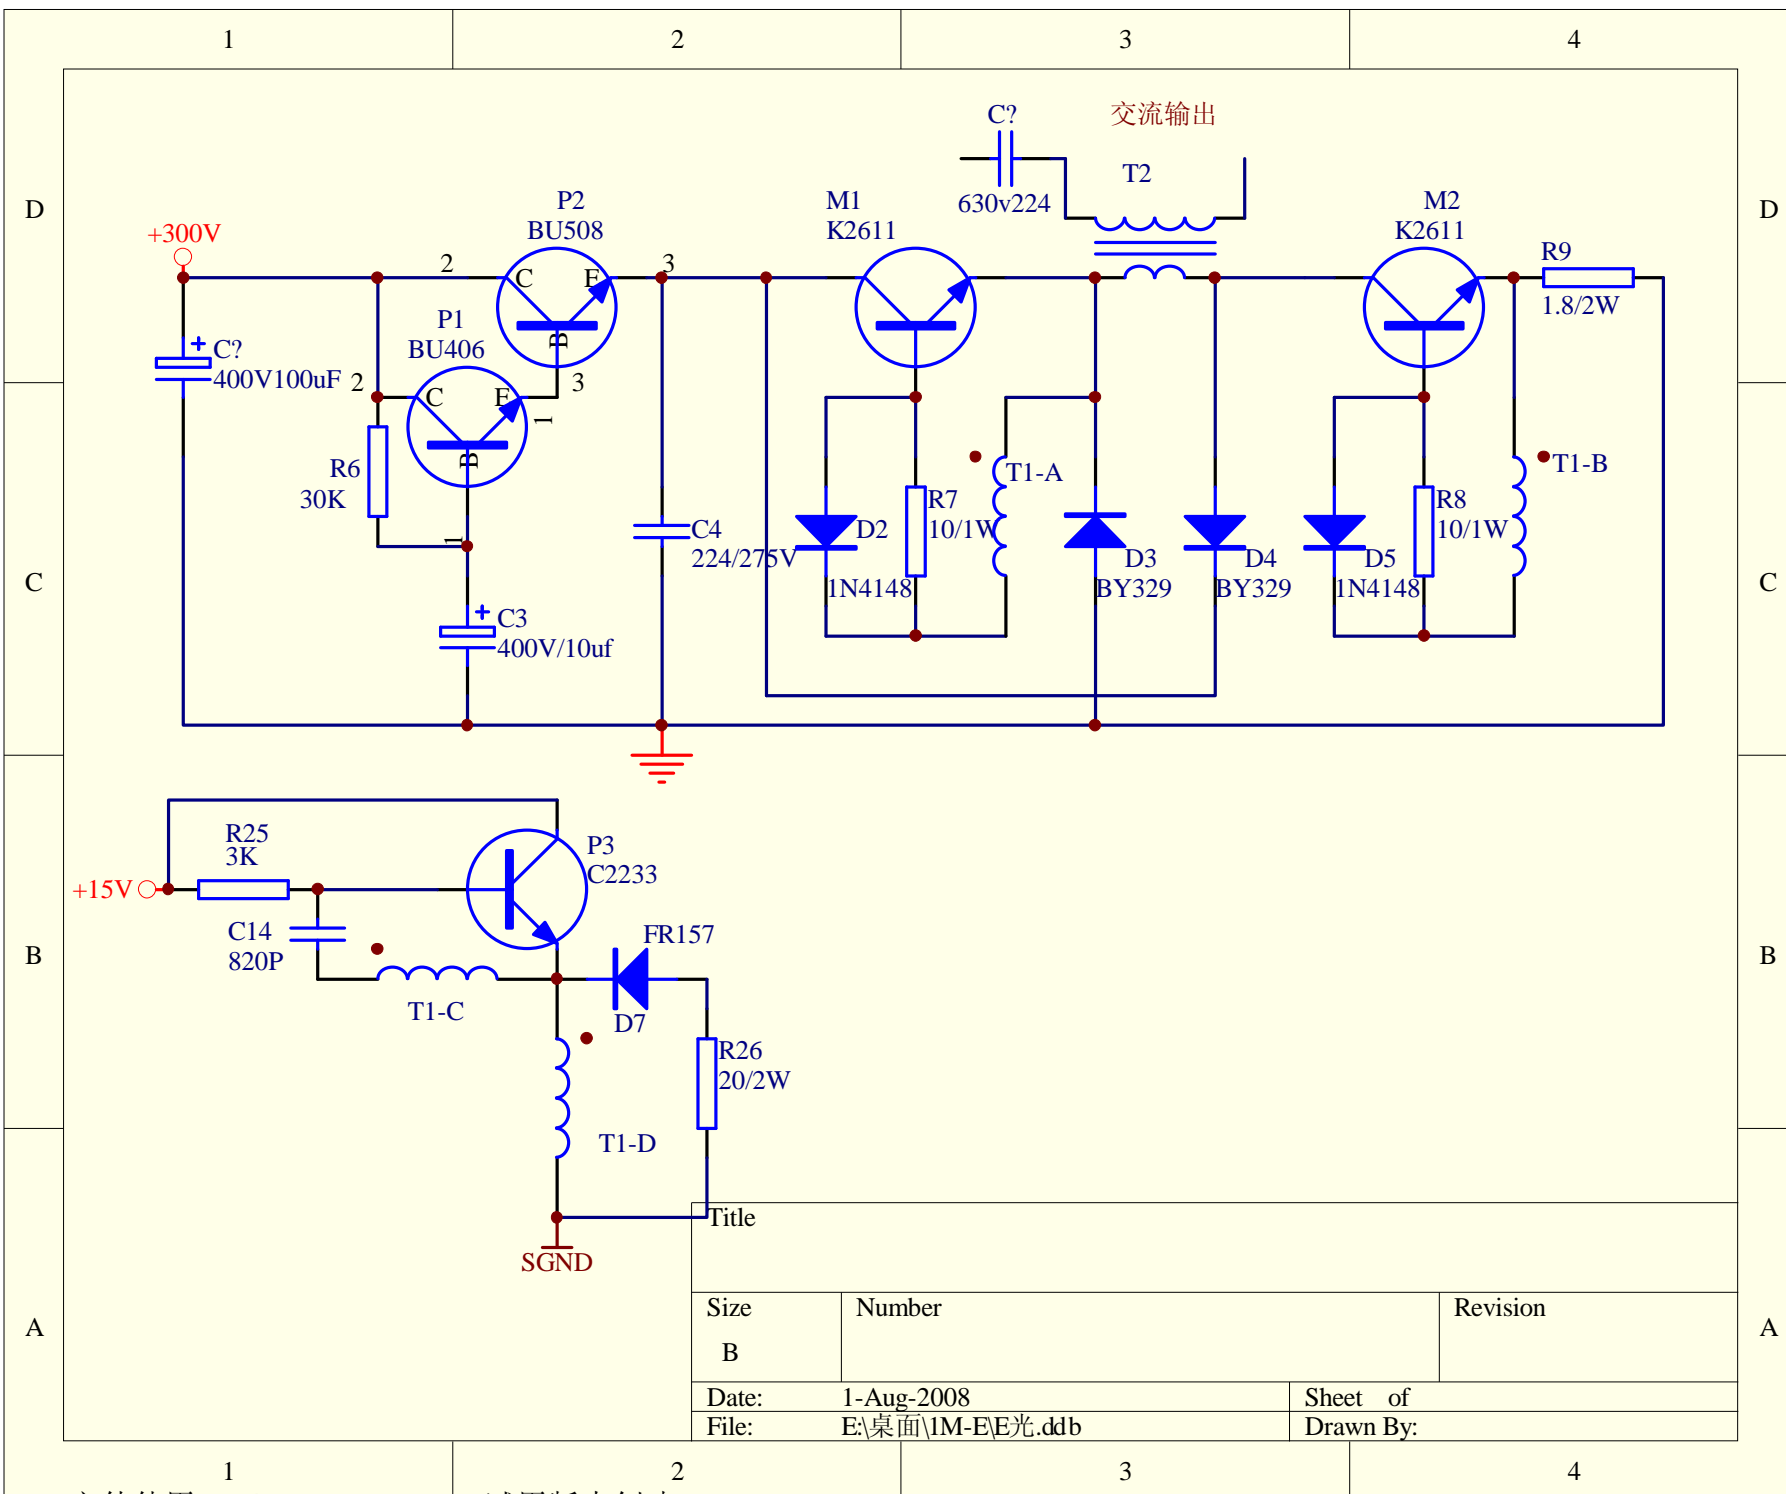 1 2 3 4
D
D
C
C
B
B
A
A
C?
交流输出
T2
630v224
P2
BU508
M1
K2611
M2
K2611
+300V
R9
1.8/2W
2
C
E
3
B
3
P1
BU406
C?
400V100uF
2
C
E
1
B
1
R6
30K
C4
224/275V
C3
400V/10uf
D2
1N4148
R7
10/1W
T1-A
D3
BY329
D4
BY329
D5
1N4148
R8
10/1W
T1-B
R25
3K
+15V
P3
C2233
C14
820P
T1-C
FR157
D7
R26
20/2W
T1-D
SGND
Title
Size
B
Number
Revision
Date: 1-Aug-2008
Sheet of
File: E:\桌面\1M-E\E光.ddb
Drawn By:
1 2 3 4